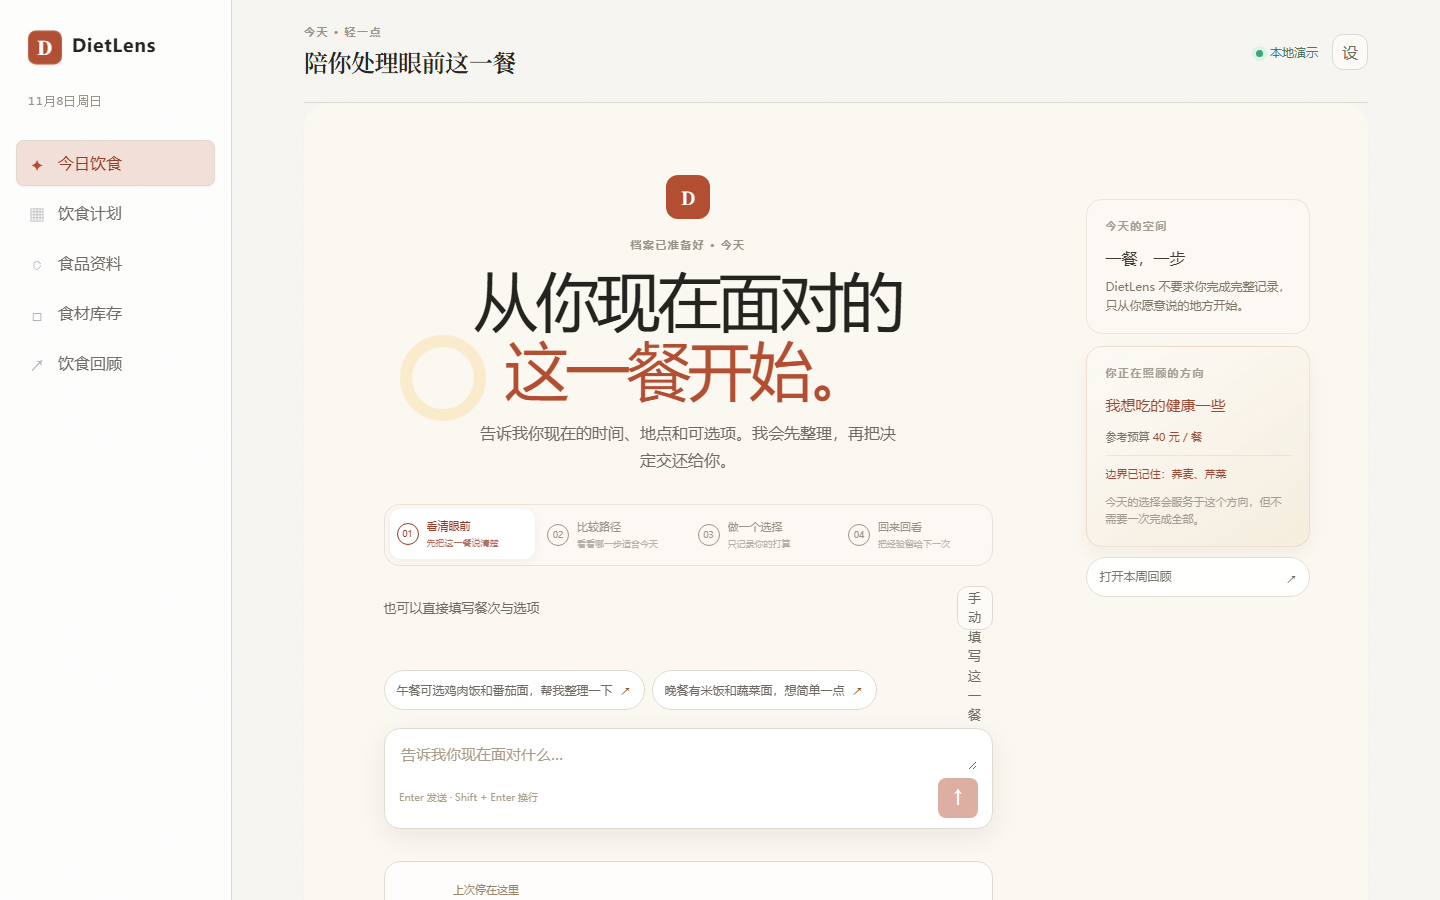 D DietLens
11月8日周日
今日饮食
饮食计划
食品资料
食材库存
饮食回顾
今天 • 轻一点
陪你处理眼前这一餐
本地演示
设
D
档案已准备好 • 今天
从你现在面对的
这一餐开始。
告诉我你现在的时间、地点和可选项。我会先整理，再把决
定交还给你。
01 看清眼前
先把这一餐说清楚
02 比较路径
看看哪一步适合今天
03 做一个选择
只记录你的打算
04 回来回看
把经验留给下一次
也可以直接填写餐次与选项
手动填写这一餐
午餐可选鸡肉饭和番茄面，帮我整理一下 ↗
晚餐有米饭和蔬菜面，想简单一点 ↗
告诉我你现在面对什么...
Enter 发送 · Shift + Enter 换行
↑
上次停在这里
今天的空间
一餐，一步
DietLens 不要求你完成完整记录，
只从你愿意说的地方开始。
你正在照顾的方向
我想吃的健康一些
参考预算 40 元 / 餐
边界已记住：荞麦、芹菜
今天的选择会服务于这个方向，但不
需要一次完成全部。
打开本周回顾 ↗